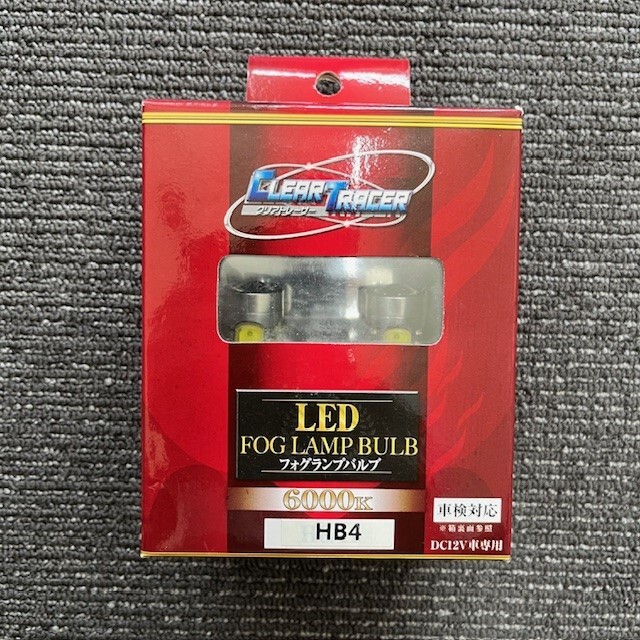 CLEAR TRACER
クリアトレーサー
LED
FOG LAMP BULB
フォグランプバルブ
6000K
HB4
車検対応
※箱裏面参照
DC12V車専用